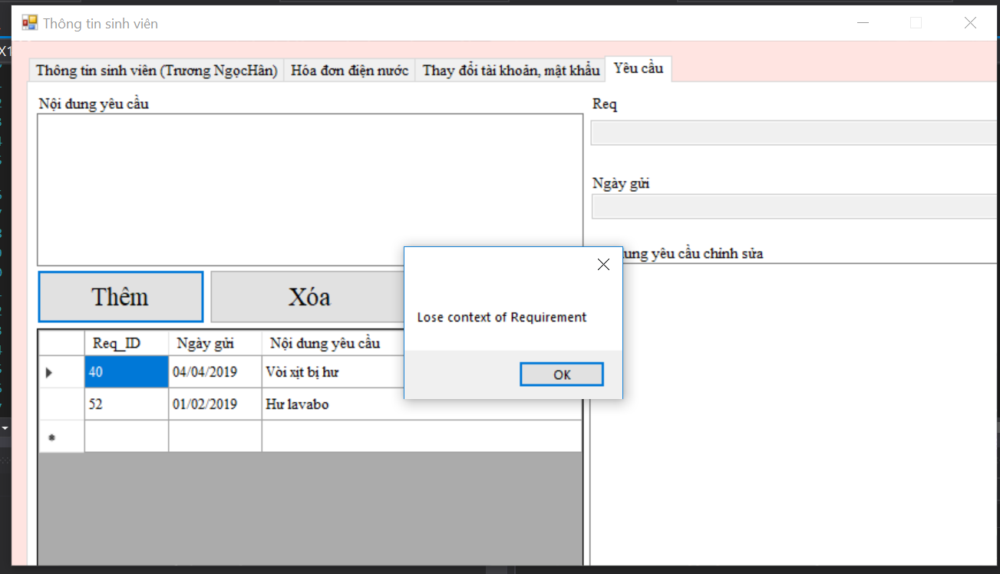 Thông tin sinh viên
Thông tin sinh viên (Trương NgọcHân) Hóa đơn điện nước Thay đổi tài khoản, mật khẩu Yêu cầu
Nội dung yêu cầu
Req
Ngày gửi
ung yêu cầu chỉnh sửa
Thêm Xóa
Lose context of Requirement
OK
Req_ID Ngày gửi Nội dung yêu cầu
40 04/04/2019 Vòi xịt bị hư
52 01/02/2019 Hư lavabo